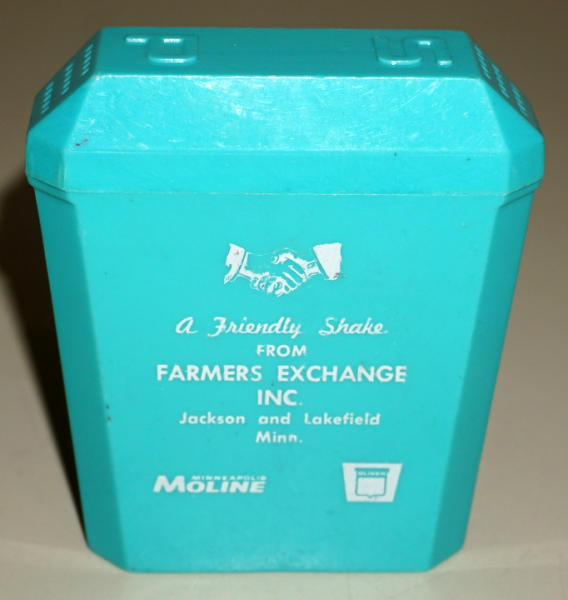 P S
A Friendly Shake
FROM
FARMERS EXCHANGE
INC.
Jackson and Lakefield
Minn.
MINNEAPOLIS
MOLINE
OLIVER